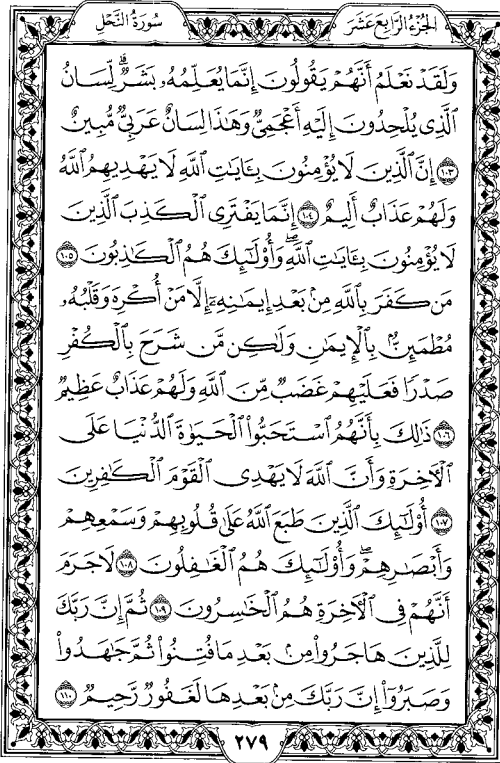 الجزء الرابع عشر
سورة النحل
وَلَقَدْ نَعْلَمُ أَنَّهُمْ يَقُولُونَ إِنَّمَا يُعَلِّمُهُۥ بَشَرٌۗ لِّسَانُ
ٱلَّذِى يُلْحِدُونَ إِلَيْهِ أَعْجَمِىٌّ وَهَٰذَا لِسَانٌ عَرَبِىٌّ مُّبِينٌ
١٠٣ إِنَّ ٱلَّذِينَ لَا يُؤْمِنُونَ بِـَٔايَٰتِ ٱللَّهِ لَا يَهْدِيهِمُ ٱللَّهُ
وَلَهُمْ عَذَابٌ أَلِيمٌ ١٠٤ إِنَّمَا يَفْتَرِى ٱلْكَذِبَ ٱلَّذِينَ
لَا يُؤْمِنُونَ بِـَٔايَٰتِ ٱللَّهِۖ وَأُو۟لَٰٓئِكَ هُمُ ٱلْكَٰذِبُونَ ١٠٥
مَن كَفَرَ بِٱللَّهِ مِنۢ بَعْدِ إِيمَٰنِهِۦٓ إِلَّا مَنْ أُكْرِهَ وَقَلْبُهُۥ
مُطْمَئِنٌّۢ بِٱلْإِيمَٰنِ وَلَٰكِن مَّن شَرَحَ بِٱلْكُفْرِ
صَدْرًا فَعَلَيْهِمْ غَضَبٌ مِّنَ ٱللَّهِ وَلَهُمْ عَذَابٌ عَظِيمٌ
١٠٦ ذَٰلِكَ بِأَنَّهُمُ ٱسْتَحَبُّوا۟ ٱلْحَيَوٰةَ ٱلدُّنْيَا عَلَى
ٱلْـَٔاخِرَةِ وَأَنَّ ٱللَّهَ لَا يَهْدِى ٱلْقَوْمَ ٱلْكَٰفِرِينَ
١٠٧ أُو۟لَٰٓئِكَ ٱلَّذِينَ طَبَعَ ٱللَّهُ عَلَىٰ قُلُوبِهِمْ وَسَمْعِهِمْ
وَأَبْصَٰرِهِمْۖ وَأُو۟لَٰٓئِكَ هُمُ ٱلْغَٰفِلُونَ ١٠٨ لَا جَرَمَ
أَنَّهُمْ فِى ٱلْـَٔاخِرَةِ هُمُ ٱلْخَٰسِرُونَ ١٠٩ ثُمَّ إِنَّ رَبَّكَ
لِلَّذِينَ هَاجَرُوا۟ مِنۢ بَعْدِ مَا فُتِنُوا۟ ثُمَّ جَٰهَدُوا۟
وَصَبَرُوٓا۟ إِنَّ رَبَّكَ مِنۢ بَعْدِهَا لَغَفُورٌ رَّحِيمٌ ١١٠
٢٧٩